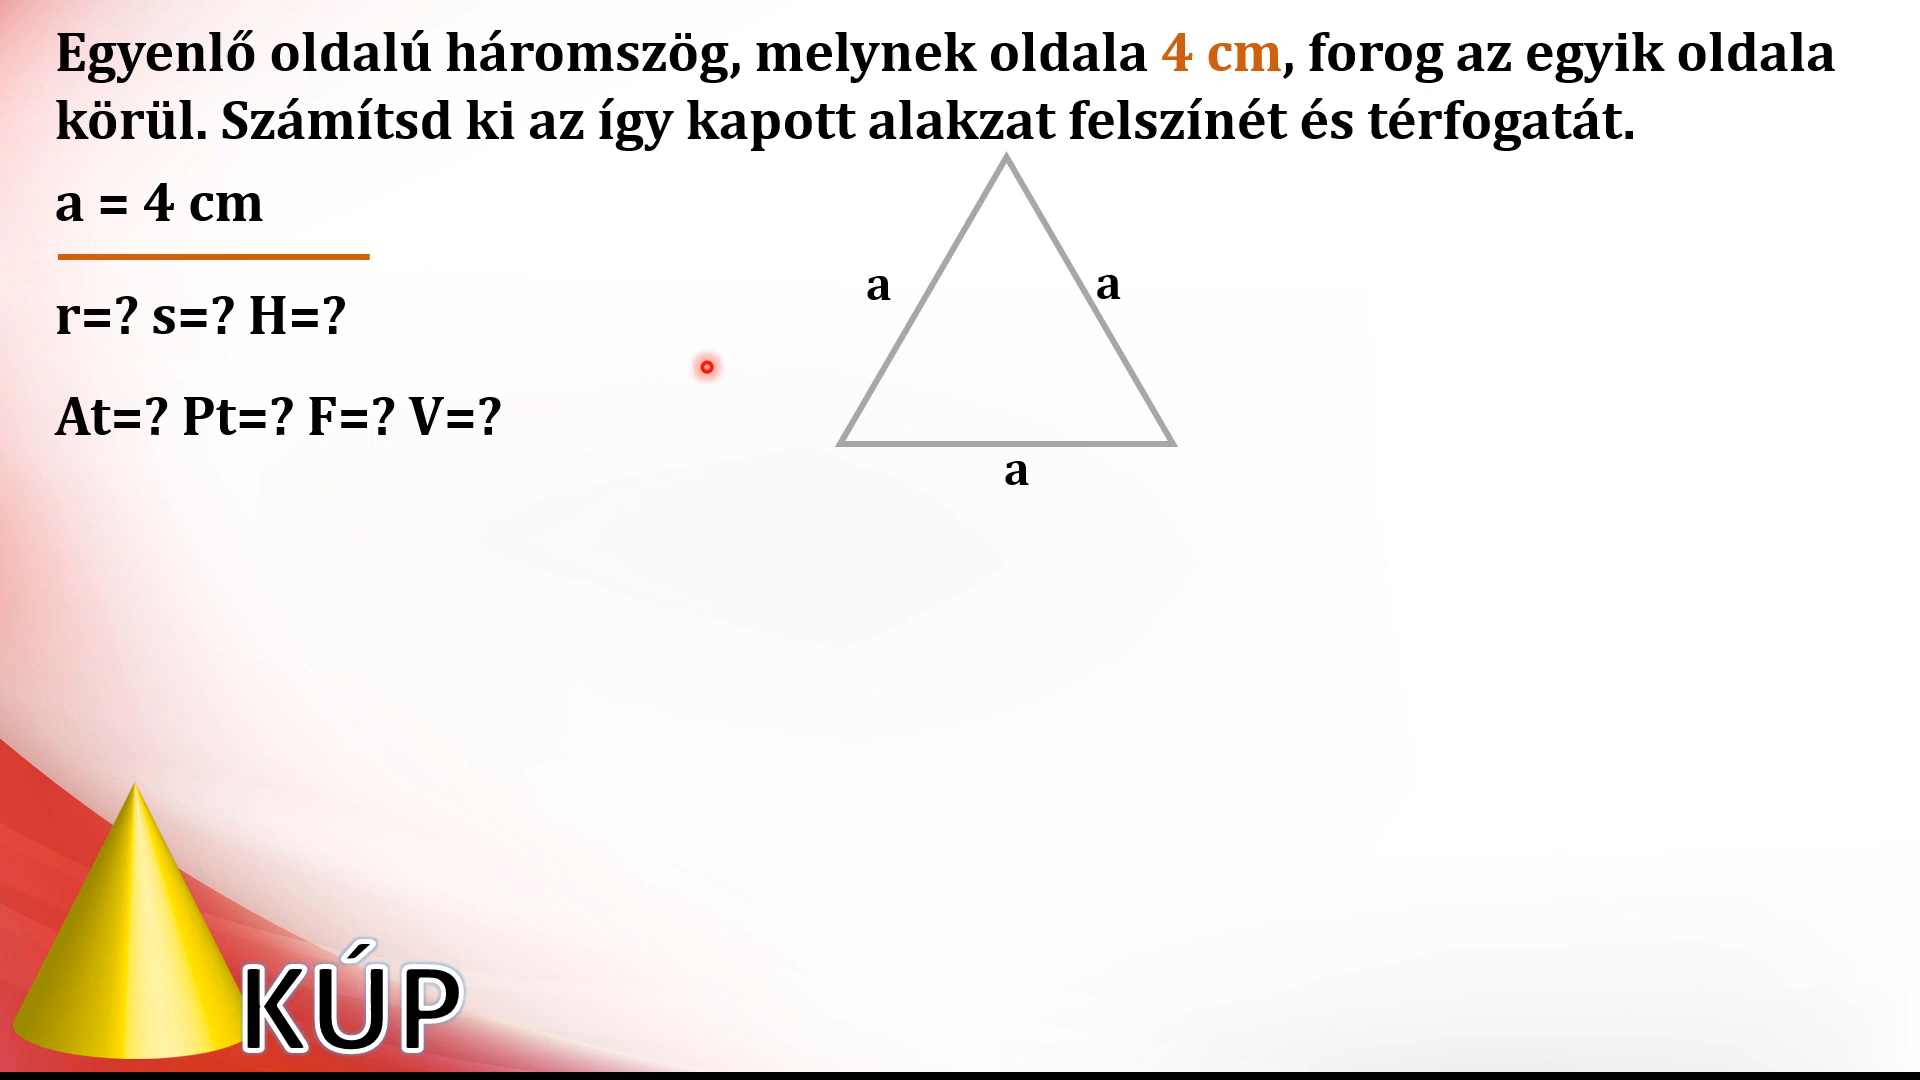 Egyenlő oldalú háromszög, melynek oldala 4 cm, forog az egyik oldala
körül. Számítsd ki az így kapott alakzat felszínét és térfogatát.
a = 4 cm
r=? s=? H=?
At=? Pt=? F=? V=?
a
a
a
KÚP